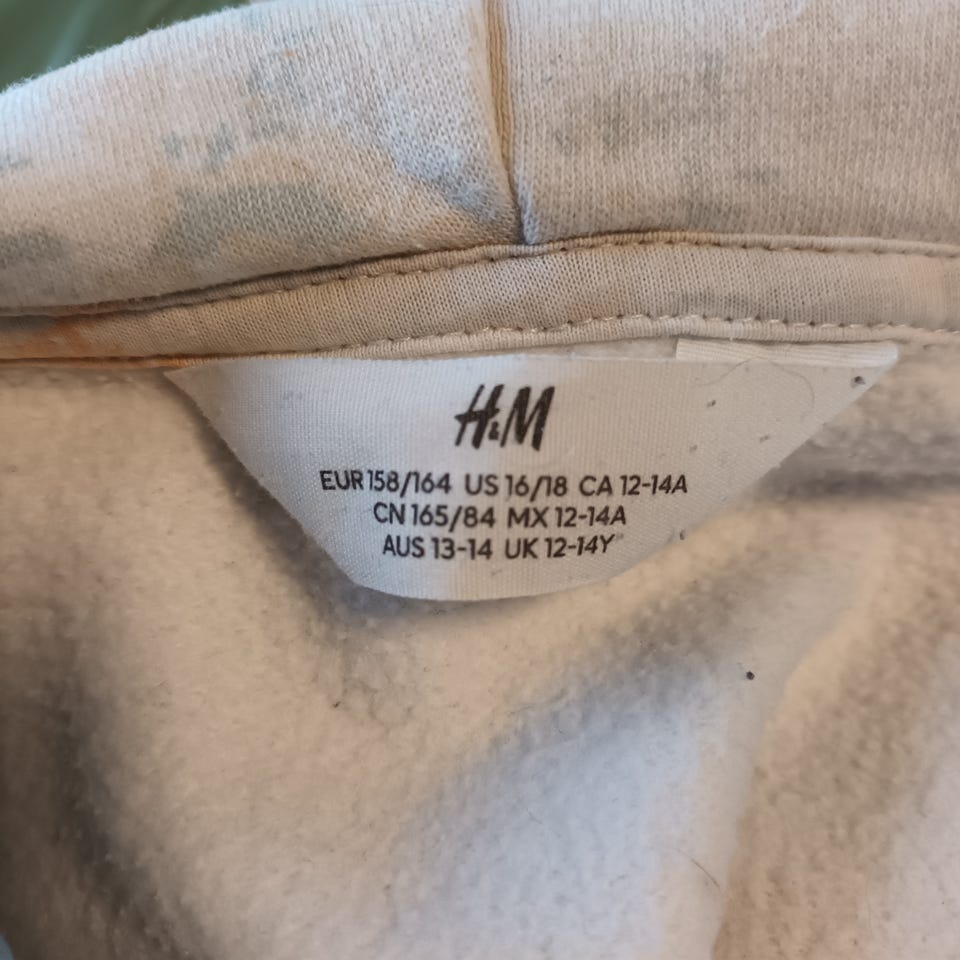 H&M
EUR 158/164 US 16/18 CA 12-14A
CN 165/84 MX 12-14A
AUS 13-14 UK 12-14Y